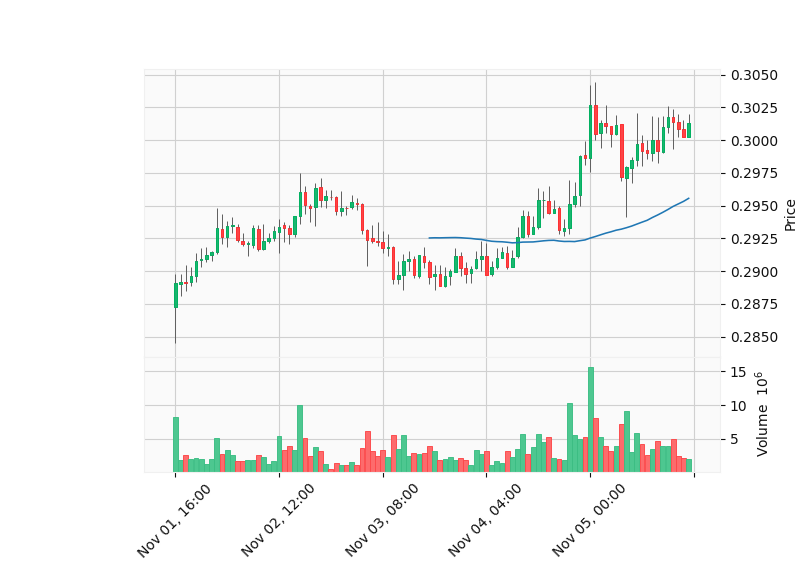 0.3050
0.3025
0.3000
0.2975
0.2950
0.2925
0.2900
0.2875
0.2850
Price
15
10
5
Volume 10⁶
Nov 01, 16:00
Nov 02, 12:00
Nov 03, 08:00
Nov 04, 04:00
Nov 05, 00:00